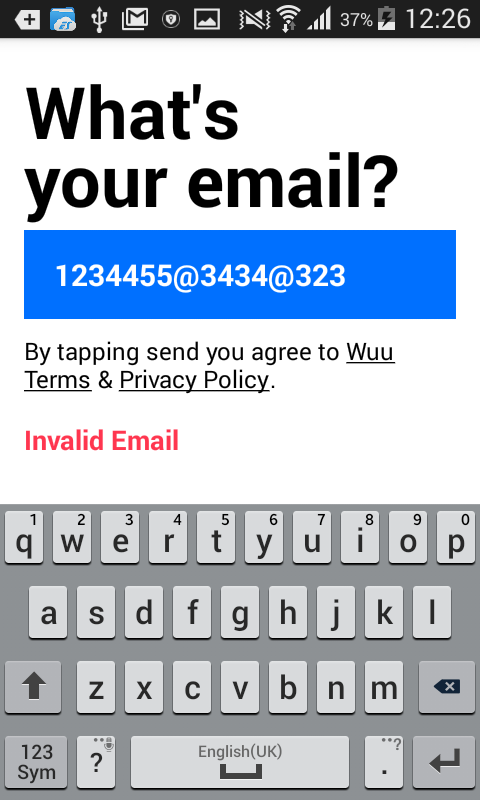 37% 12:26
What's
your email?
1234455@3434@323
By tapping send you agree to Wuu
Terms & Privacy Policy.
Invalid Email
1 2 3 4 5 6 7 8 9 0
q w e r t y u i o p
a s d f g h j k l
z x c v b n m
123
Sym
? English(UK) . ?